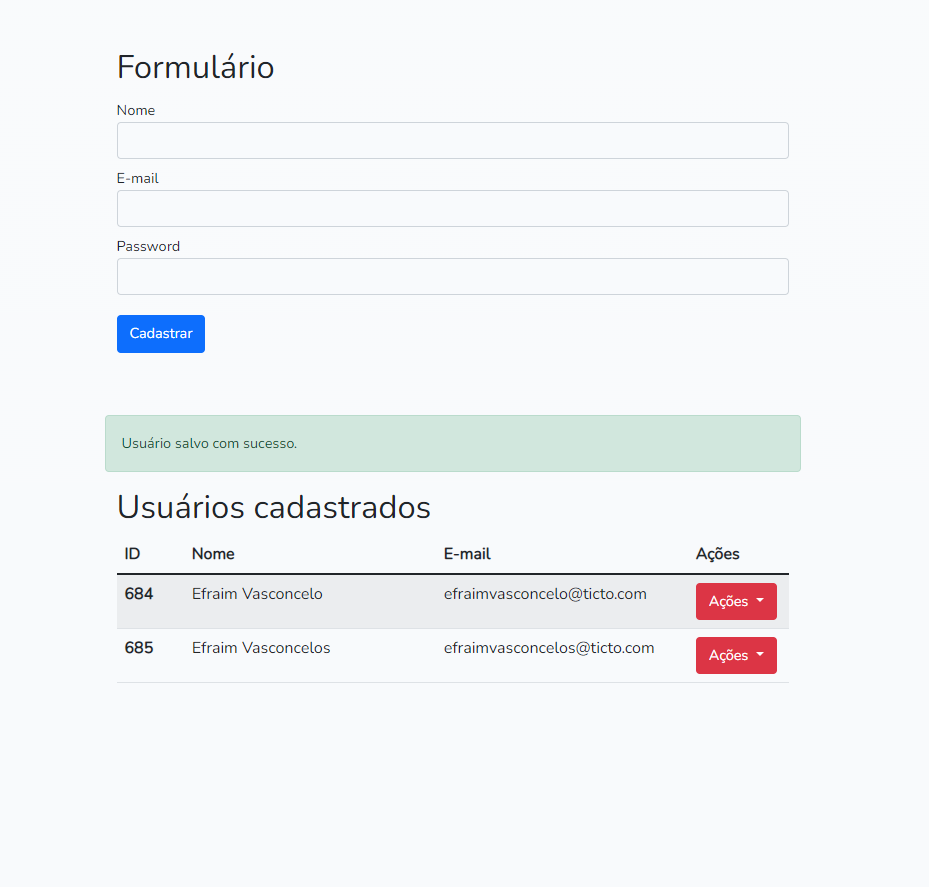 Formulário
Nome
E-mail
Password
Cadastrar
Usuário salvo com sucesso.
Usuários cadastrados
ID Nome E-mail Ações
684 Efraim Vasconcelo efraimvasconcelo@ticto.com Ações
685 Efraim Vasconcelos efraimvasconcelos@ticto.com Ações